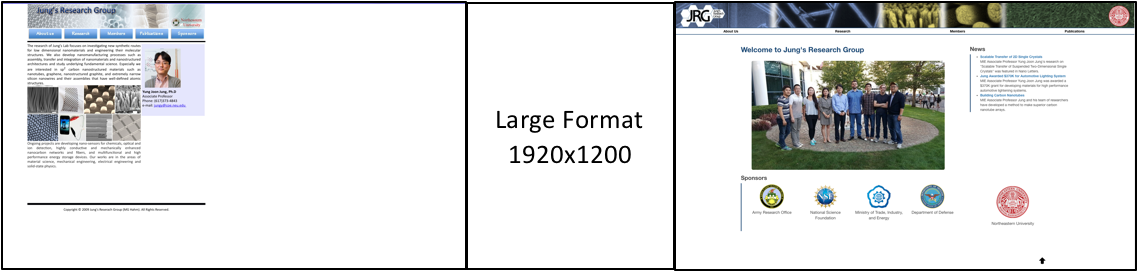 Jung's Research Group
Northeastern
University
About Us
Research
Members
Publications
Sponsors
The research of Jung's Lab focuses on investigating new synthetic routes
for low dimensional nanomaterials and engineering their molecular
structures. We also develop nanomanufacturing processes such as
assembly, transfer and integration of nanomaterials and nanostructured
architectures and study underlying fundamental science. Especially we
are interested in sp² carbon nanostructured materials such as
nanotubes, graphene, nanostructured graphite, and extremely narrow
silicon nanowires and their assemblies that have well-defined atomic
structures.
Yung Joon Jung, Ph.D
Associate Professor
Phone: (617)373-4843
e-mail: jungy@coe.neu.edu
Ongoing projects are developing nano-sensors for chemicals, optical and
ion detection, highly conductive and mechanically enhanced
nanocarbon networks and fibers, and multifunctional and high
performance energy storage devices. Our works are in the areas of
material science, mechanical engineering, electrical engineering and
solid-state physics.
Copyright © 2009 Jung's Research Group
All Rights Reserved.
Large Format
1920x1200
JRG
About Us
Research
Members
Publications
Welcome to Jung's Research Group
News
Scalable Transfer of 2D Single Crystals
MIE Associate Professor Yung Joon Jung's research on
"Scalable Transfer of Suspended Two-Dimensional Single
Crystals" was featured in Nano Letters.
Jung Awarded $315K for Automotive Lighting System
MIE Associate Professor Yung Joon Jung was awarded a
$315K grant for developing materials for high performance
automotive lightening systems.
Building Carbon Nanotubes
MIE Associate Professor Jung and his team of researchers
have developed a method to make superior carbon
nanotube arrays.
Sponsors
Army Research Office
National Science
Foundation
Ministry of Trade, Industry,
and Energy
Department of Defense
Northeastern University